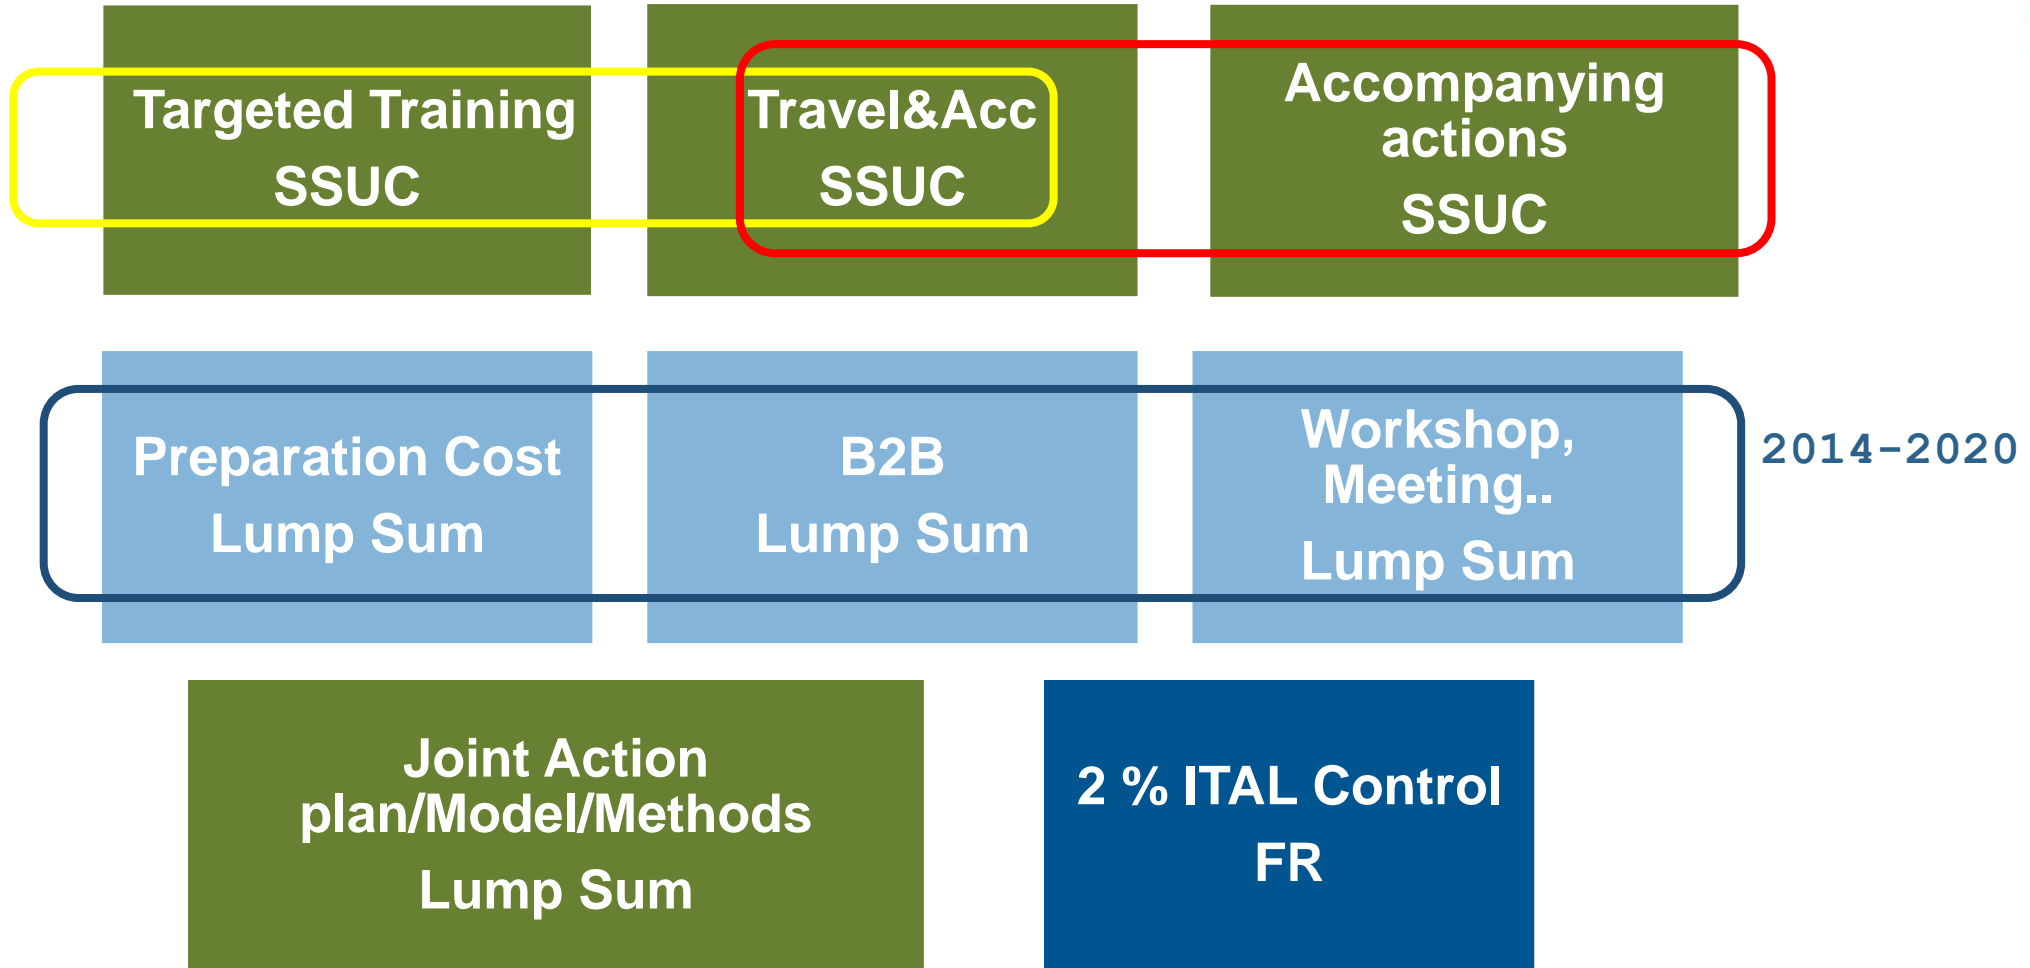 Targeted Training
SSUC
Travel&Acc
SSUC
Accompanying
actions
SSUC
Preparation Cost
Lump Sum
B2B
Lump Sum
Workshop,
Meeting..
Lump Sum
2014-2020
Joint Action
plan/Model/Methods
Lump Sum
2 % ITAL Control
FR